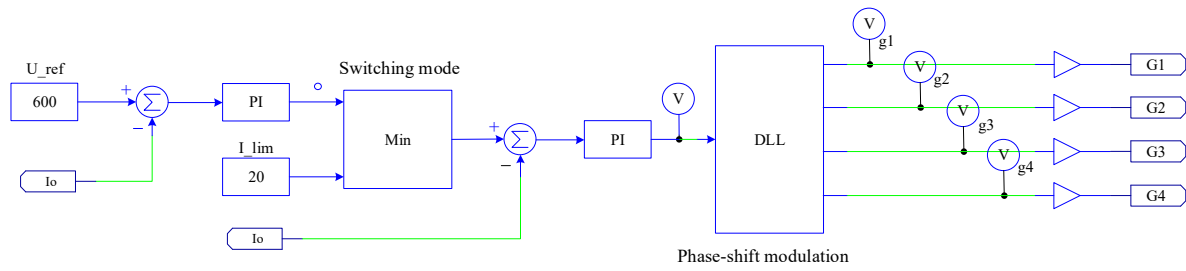 U_ref
600
+
−
Σ
Io
PI
Switching mode
Min
I_lim
20
Io
+
−
Σ
PI
V
DLL
Phase-shift modulation
V
g1
V
g2
V
g3
V
g4
G1
G2
G3
G4